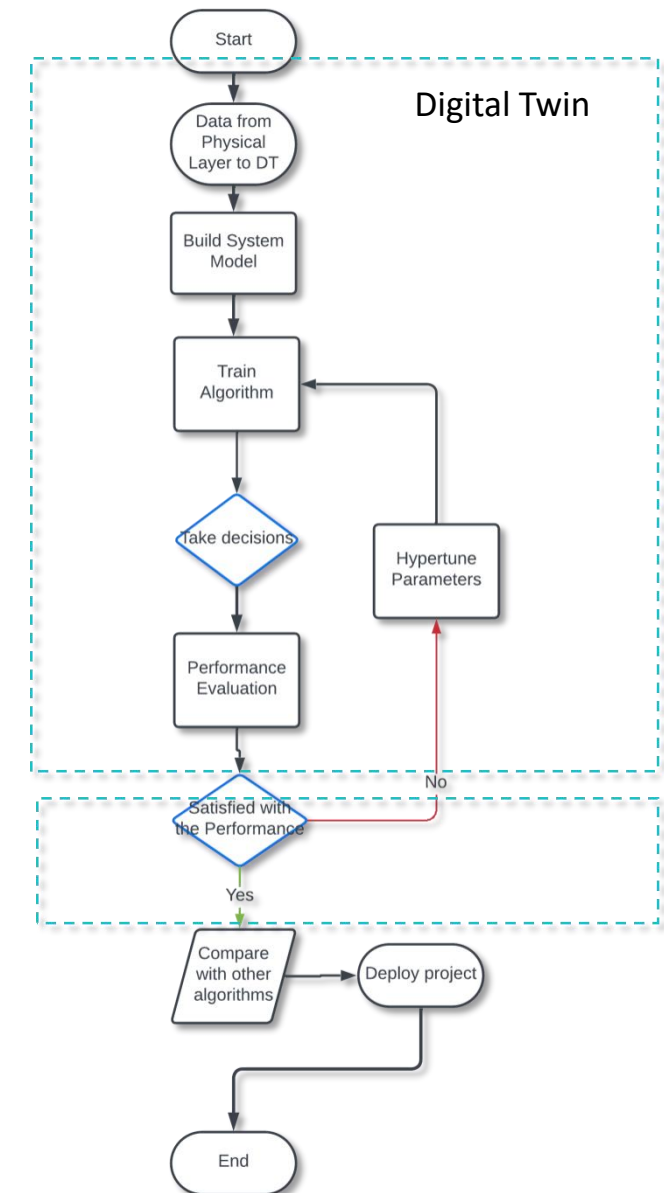 Start
Digital Twin
Data from
Physical
Layer to DT
Build System
Model
Train
Algorithm
Take decisions
Hypertune
Parameters
Performance
Evaluation
No
Satisfied with
the Performance
Yes
Compare
with other
algorithms
Deploy project
End